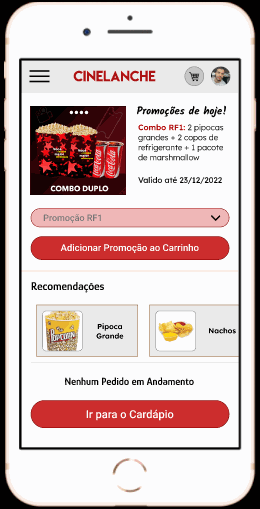 CINELANCHE
Promoções de hoje!
Combo RF1: 2 pipocas
grandes + 2 copos de
refrigerante + 1 pacote
de marshmallow
Valido até 23/12/2022
COMBO DUPLO
Promoção RF1
Adicionar Promoção ao Carrinho
Recomendações
POPCORN
Pipoca
Grande
Nachos
Nenhum Pedido em Andamento
Ir para o Cardápio